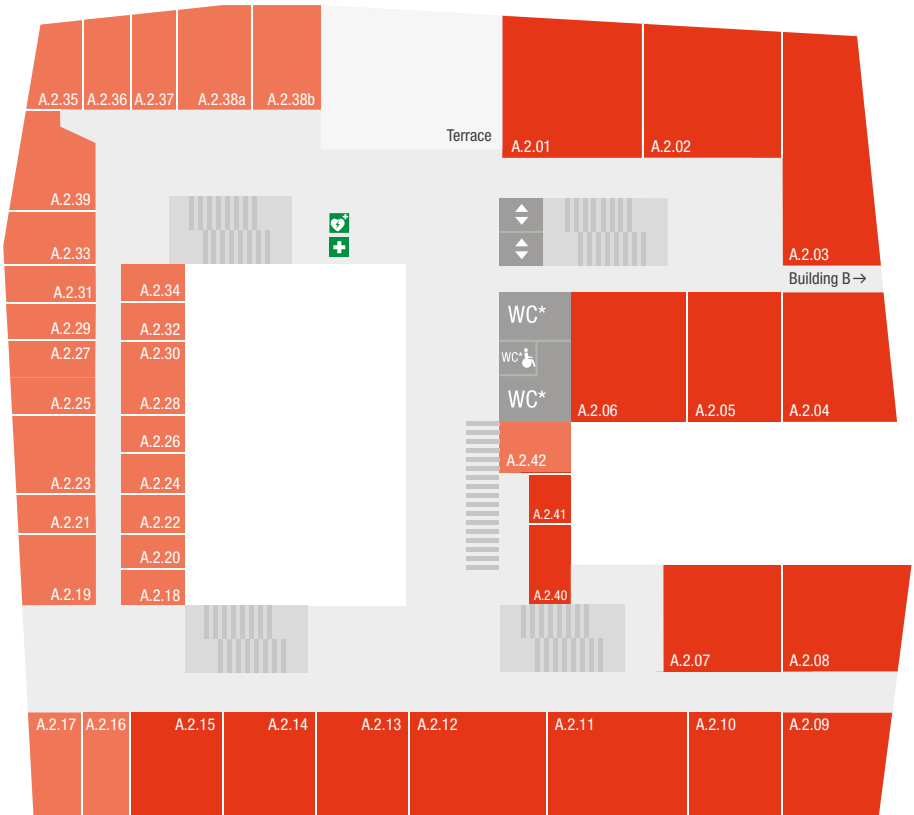 A.2.35 A.2.36 A.2.37 A.2.38a A.2.38b
Terrace
A.2.01 A.2.02
A.2.39
A.2.33
A.2.03
Building B→
A.2.31
A.2.34
A.2.29
A.2.32
WC*
A.2.27
A.2.30
WC*
A.2.25
A.2.28
WC*
A.2.06 A.2.05 A.2.04
A.2.26
A.2.42
A.2.23
A.2.24
A.2.21
A.2.22
A.2.41
A.2.20
A.2.19
A.2.18
A.2.40
A.2.07 A.2.08
A.2.17 A.2.16 A.2.15 A.2.14 A.2.13 A.2.12 A.2.11 A.2.10 A.2.09